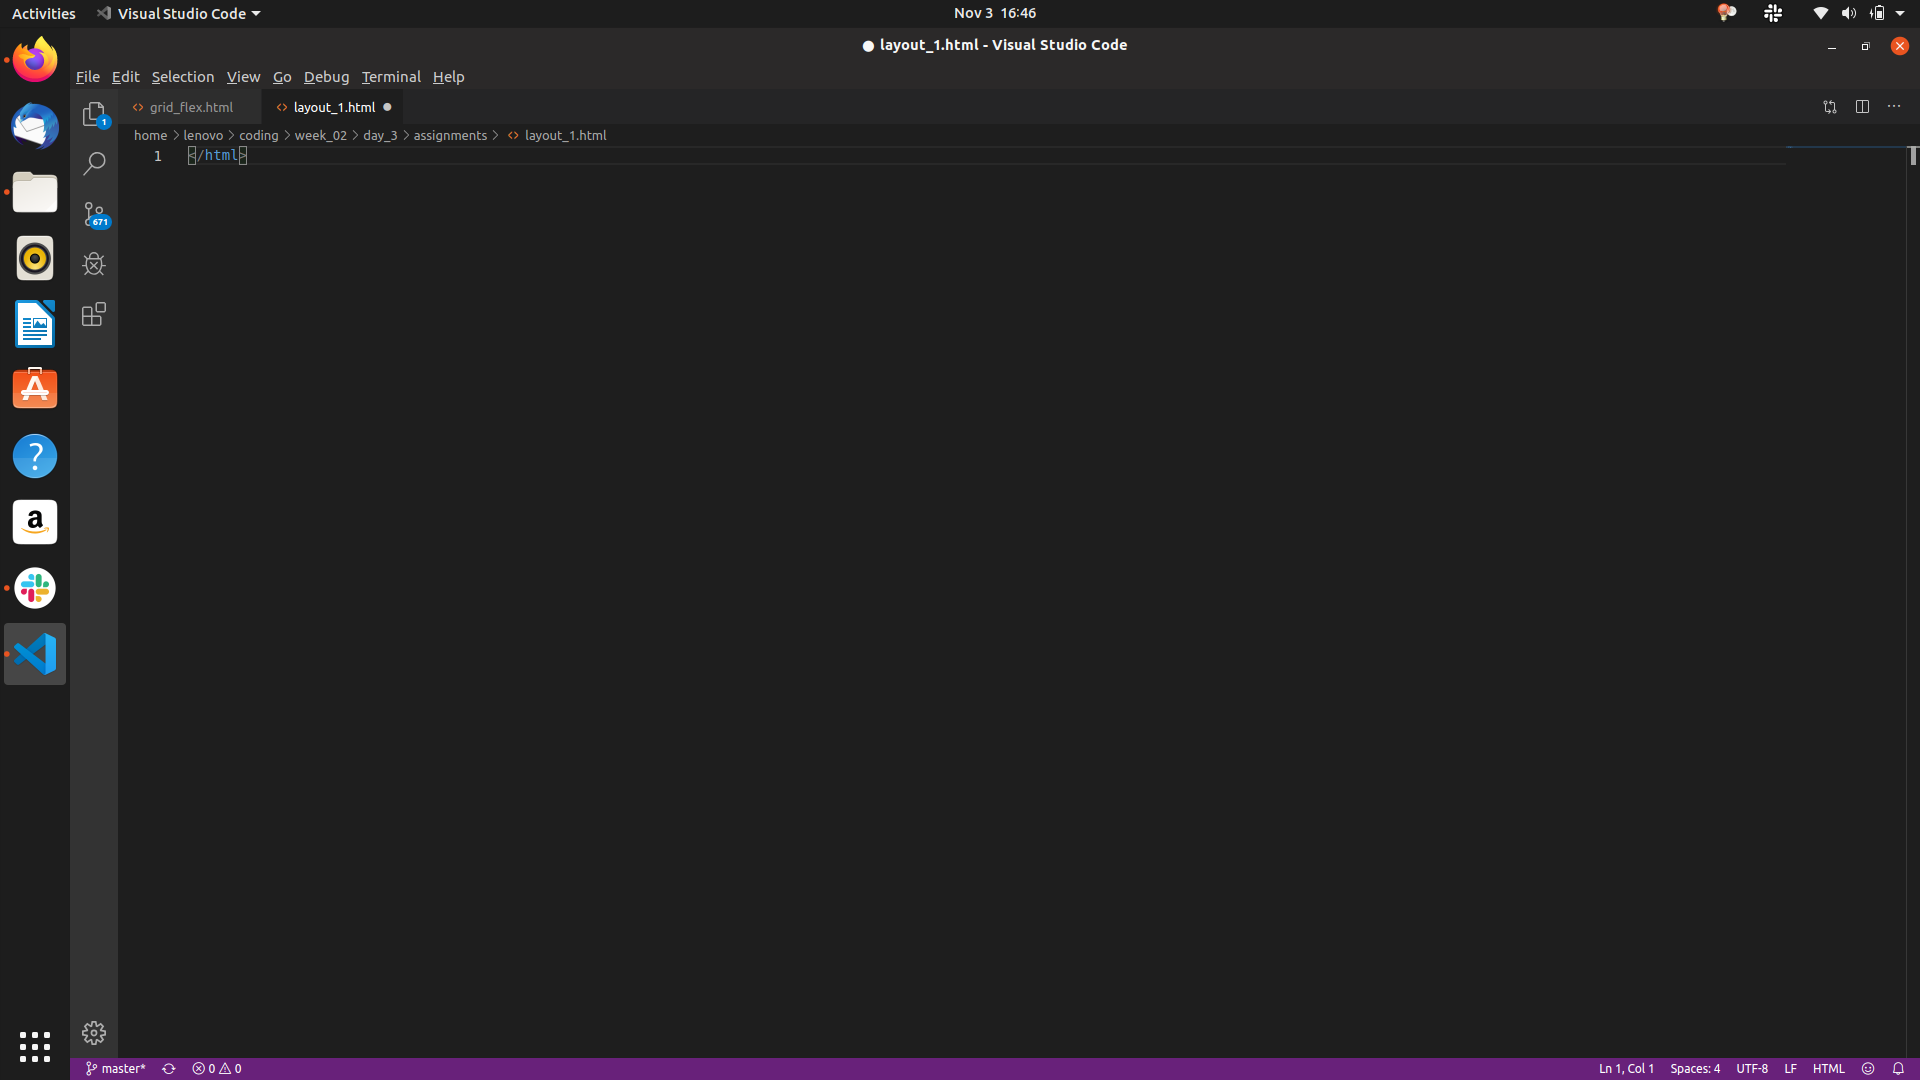 Activities Visual Studio Code Nov 3 16:46
layout_1.html - Visual Studio Code
File Edit Selection View Go Debug Terminal Help
1 grid_flex.html layout_1.html
home > lenovo > coding > week_02 > day_3 > assignments > layout_1.html
1 </html>
671
?
a
master* 0 0 Ln 1, Col 1 Spaces: 4 UTF-8 LF HTML